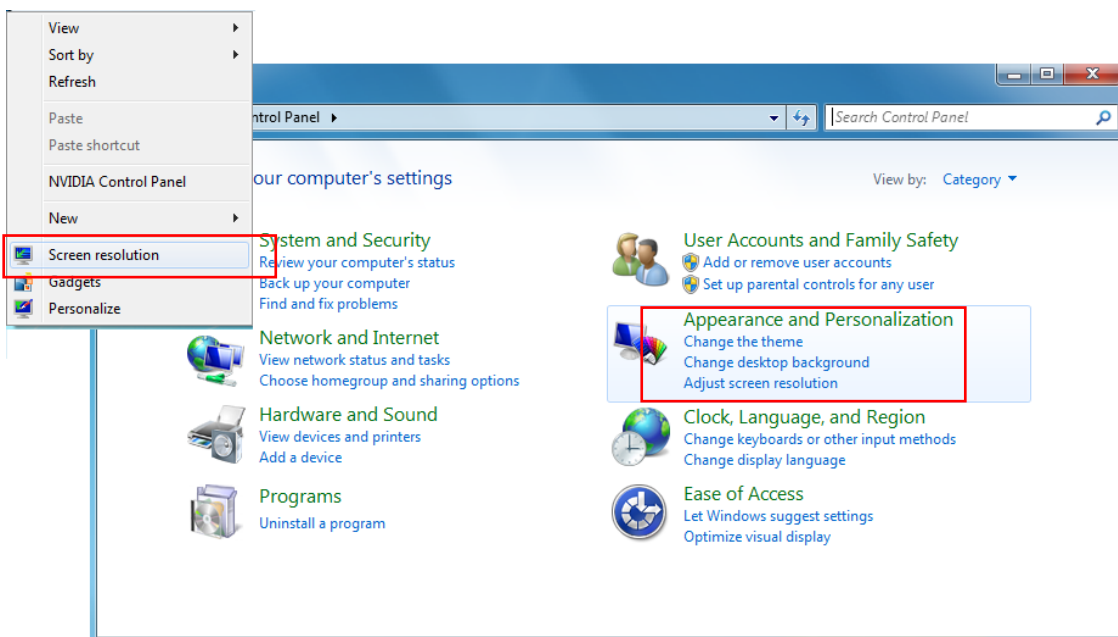 View
Sort by
Refresh
Paste
Paste shortcut
NVIDIA Control Panel
New
Screen resolution
Gadgets
Personalize
ntrol Panel
Search Control Panel
our computer's settings
View by: Category
System and Security
Review your computer's status
Back up your computer
Find and fix problems
Network and Internet
View network status and tasks
Choose homegroup and sharing options
Hardware and Sound
View devices and printers
Add a device
Programs
Uninstall a program
User Accounts and Family Safety
Add or remove user accounts
Set up parental controls for any user
Appearance and Personalization
Change the theme
Change desktop background
Adjust screen resolution
Clock, Language, and Region
Change keyboards or other input methods
Change display language
Ease of Access
Let Windows suggest settings
Optimize visual display